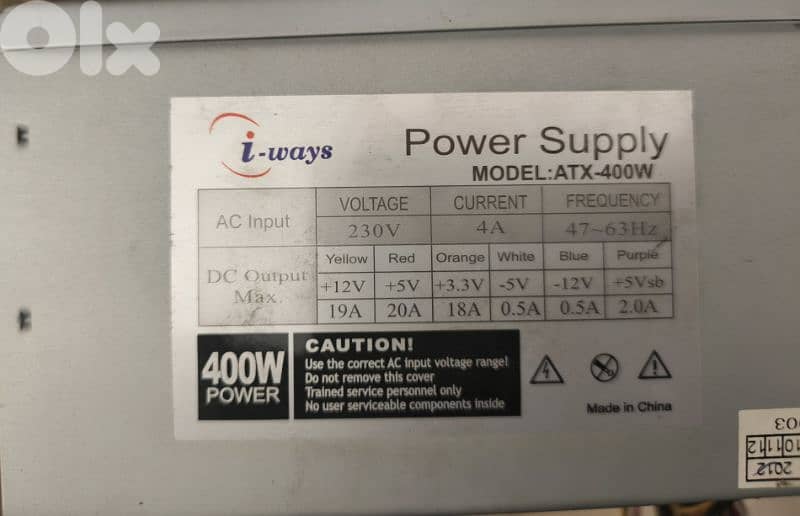 OLX
i-ways
Power Supply
MODEL:ATX-400W
AC Input
VOLTAGE CURRENT FREQUENCY
230V 4A 47~63Hz
DC Output
Max.
Yellow Red Orange White Blue Purple
+12V +5V +3.3V -5V -12V +5Vsb
19A 20A 18A 0.5A 0.5A 2.0A
400W
POWER
CAUTION!
Use the correct AC input voltage range!
Do not remove this cover
Trained service personnel only
No user serviceable components inside
Made in China
2012